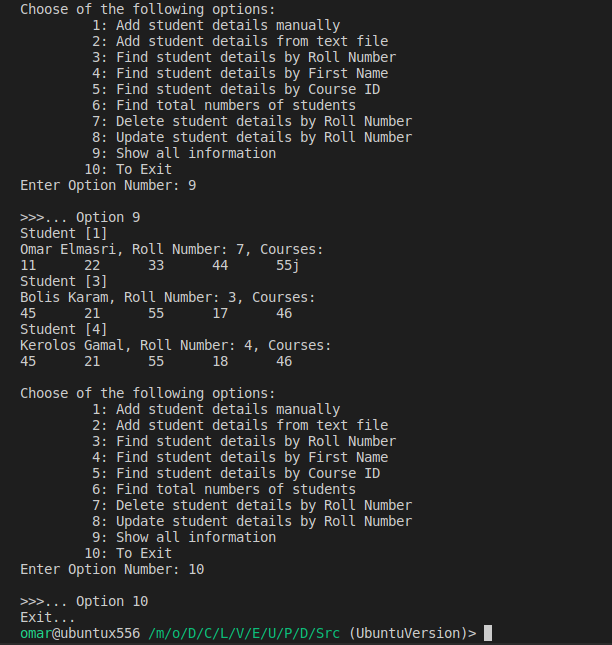 Choose of the following options:
1: Add student details manually
2: Add student details from text file
3: Find student details by Roll Number
4: Find student details by First Name
5: Find student details by Course ID
6: Find total numbers of students
7: Delete student details by Roll Number
8: Update student details by Roll Number
9: Show all information
10: To Exit
Enter Option Number: 9
>>>... Option 9
Student [1]
Omar Elmasri, Roll Number: 7, Courses:
11 22 33 44 55j
Student [3]
Bolis Karam, Roll Number: 3, Courses:
45 21 55 17 46
Student [4]
Kerolos Gamal, Roll Number: 4, Courses:
45 21 55 18 46
Choose of the following options:
1: Add student details manually
2: Add student details from text file
3: Find student details by Roll Number
4: Find student details by First Name
5: Find student details by Course ID
6: Find total numbers of students
7: Delete student details by Roll Number
8: Update student details by Roll Number
9: Show all information
10: To Exit
Enter Option Number: 10
>>>... Option 10
Exit...
omar@ubuntux556 /m/o/D/C/L/V/E/U/P/D/Src (UbuntuVersion)>